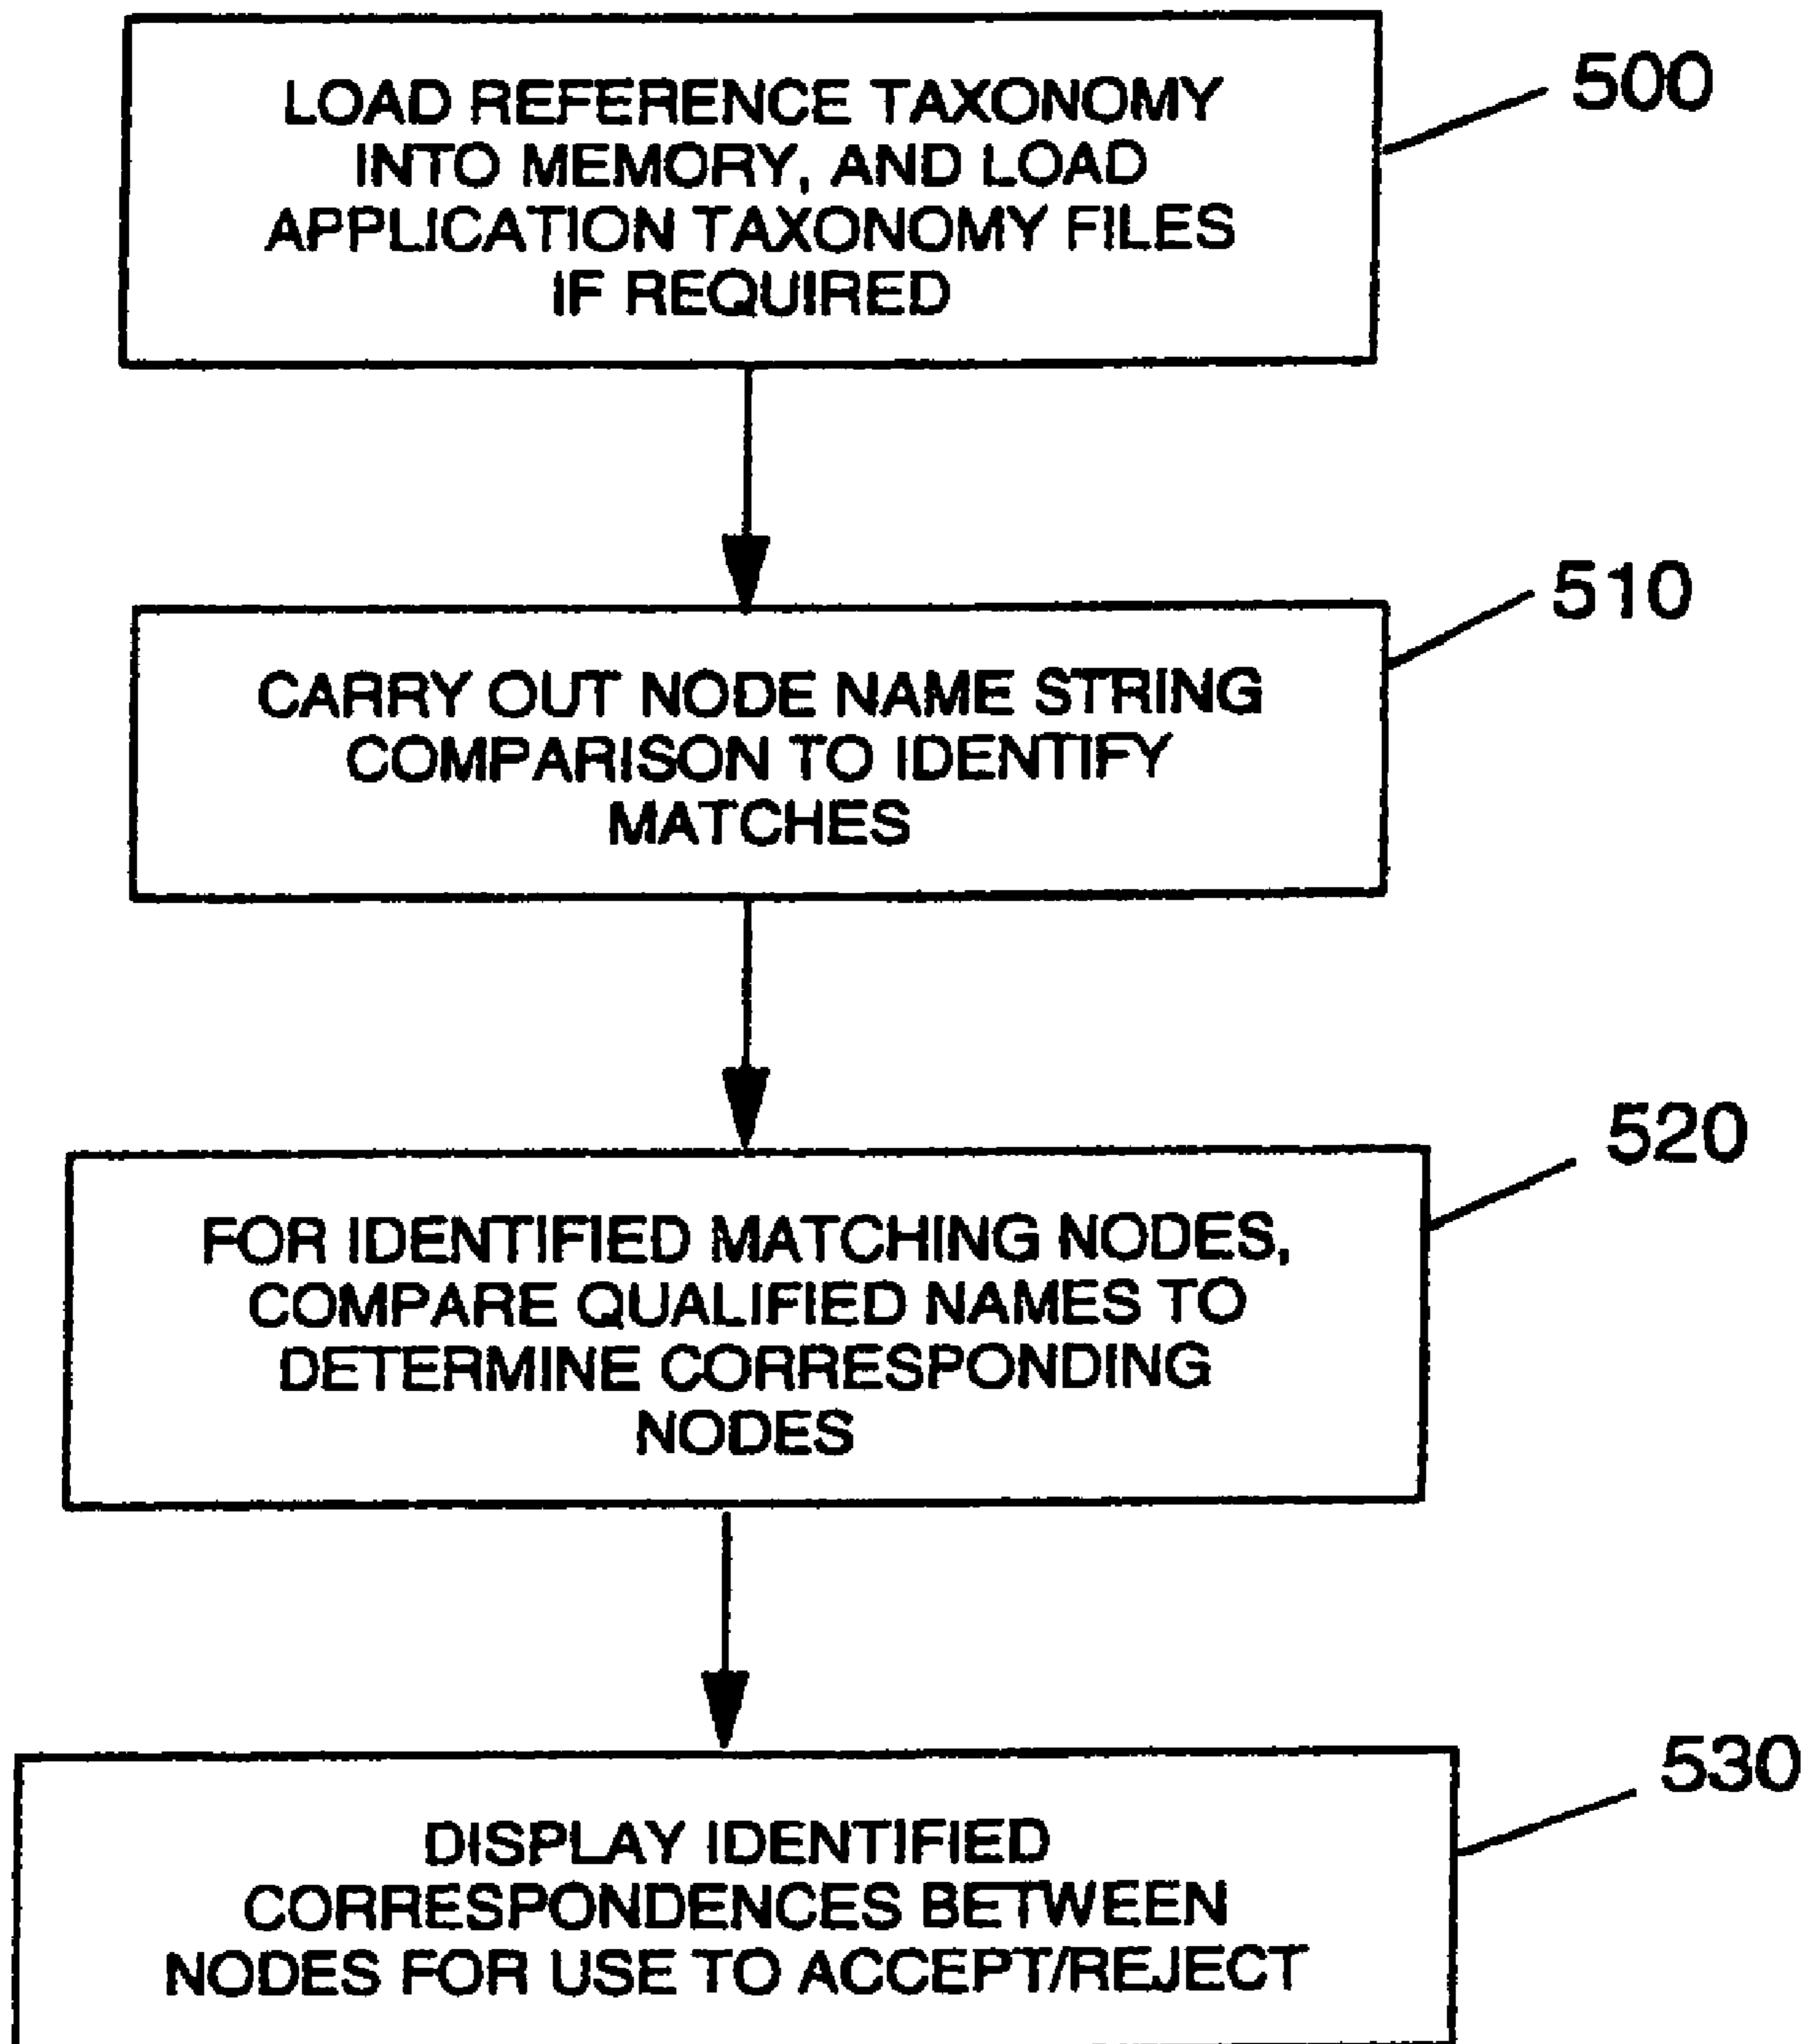 LOAD REFERENCE TAXONOMY
INTO MEMORY, AND LOAD
APPLICATION TAXONOMY FILES
IF REQUIRED
500
CARRY OUT NODE NAME STRING
COMPARISON TO IDENTIFY
MATCHES
510
FOR IDENTIFIED MATCHING NODES,
COMPARE QUALIFIED NAMES TO
DETERMINE CORRESPONDING
NODES
520
DISPLAY IDENTIFIED
CORRESPONDENCES BETWEEN
NODES FOR USE TO ACCEPT/REJECT
530